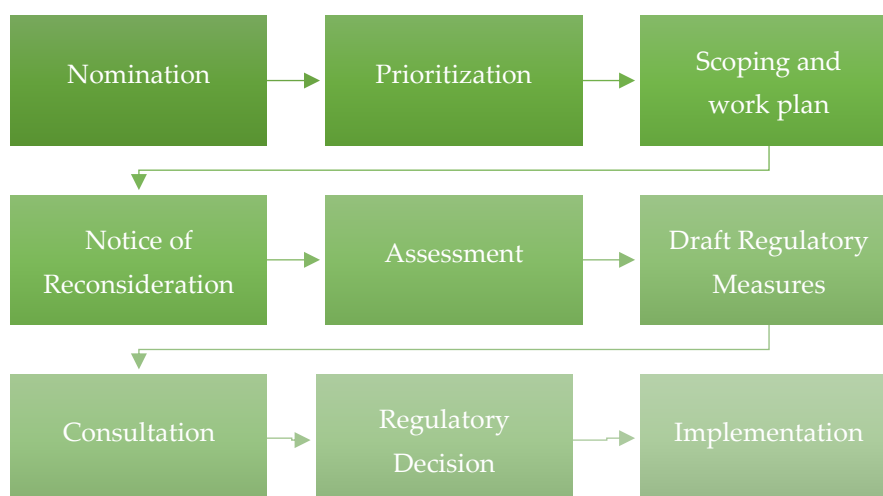 Nomination
Prioritization
Scoping and
work plan
Notice of
Reconsideration
Assessment
Draft Regulatory
Measures
Consultation
Regulatory
Decision
Implementation